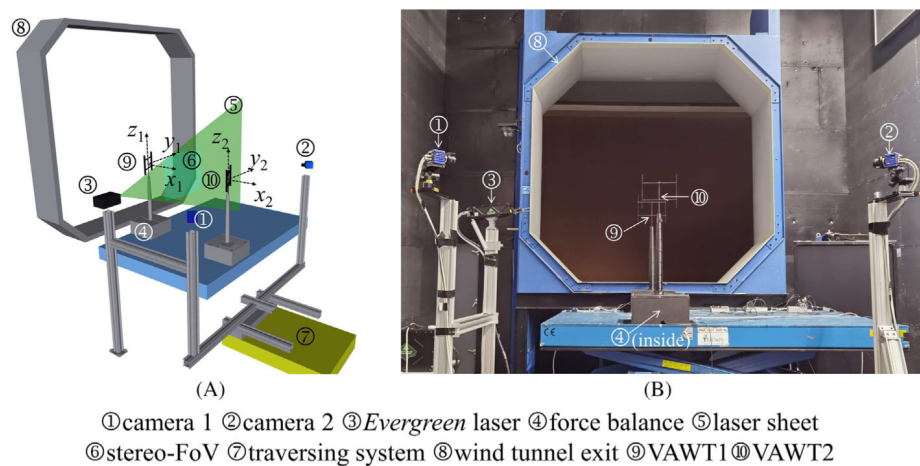 ⑧
⑤
z₁
y₁
z₂
⑨
⑥
y₂
②
x₁
⑩
③
x₂
④
①
⑦
(A)
⑧
①
②
③
⑩
⑨
④(inside)
CE
(B)
①camera 1 ②camera 2 ③Evergreen laser ④force balance ⑤laser sheet
⑥stereo-FoV ⑦traversing system ⑧wind tunnel exit ⑨VAWT1⑩VAWT2